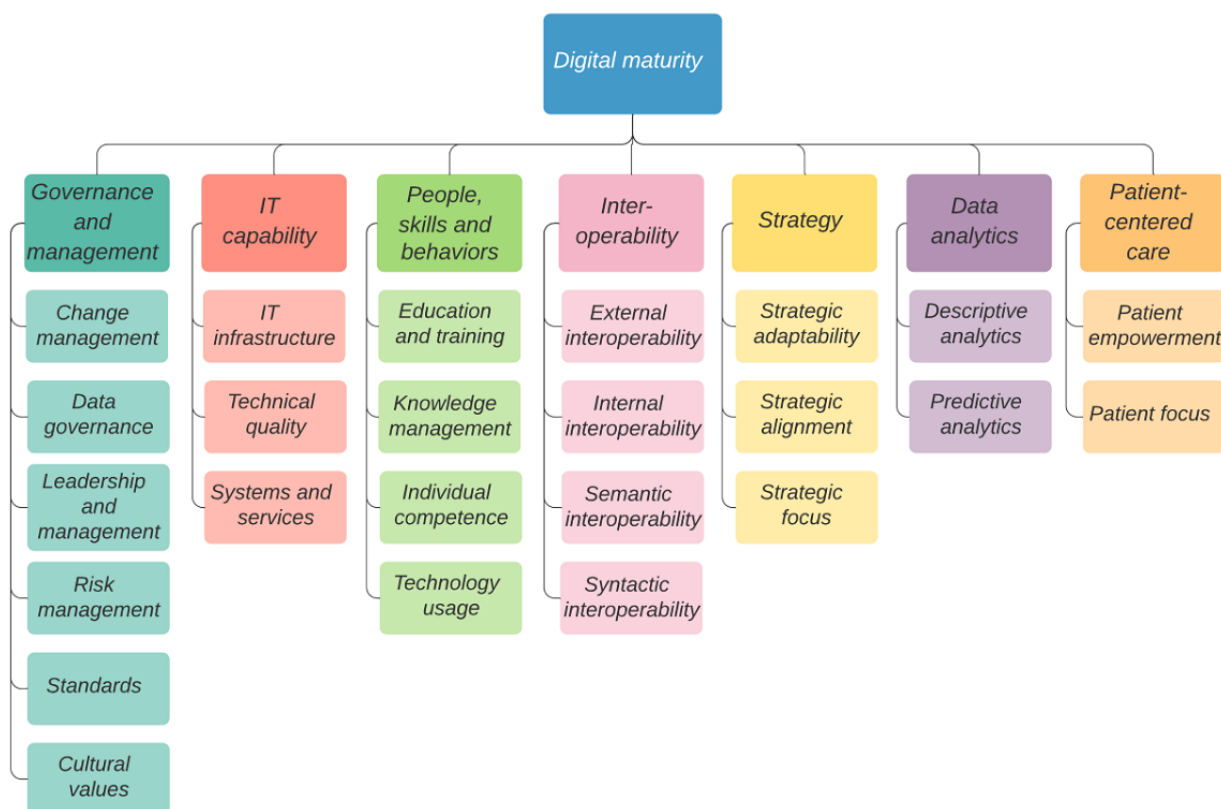 Digital maturity
Governance
and
management
IT
capability
People,
skills and
behaviors
Inter-
operability
Strategy
Data
analytics
Patient-
centered
care
Change
management
IT
infrastructure
Education
and training
External
interoperability
Strategic
adaptability
Descriptive
analytics
Patient
empowerment
Data
governance
Technical
quality
Knowledge
management
Internal
interoperability
Strategic
alignment
Predictive
analytics
Patient focus
Leadership
and
management
Systems and
services
Individual
competence
Semantic
interoperability
Strategic
focus
Risk
management
Technology
usage
Syntactic
interoperability
Standards
Cultural
values